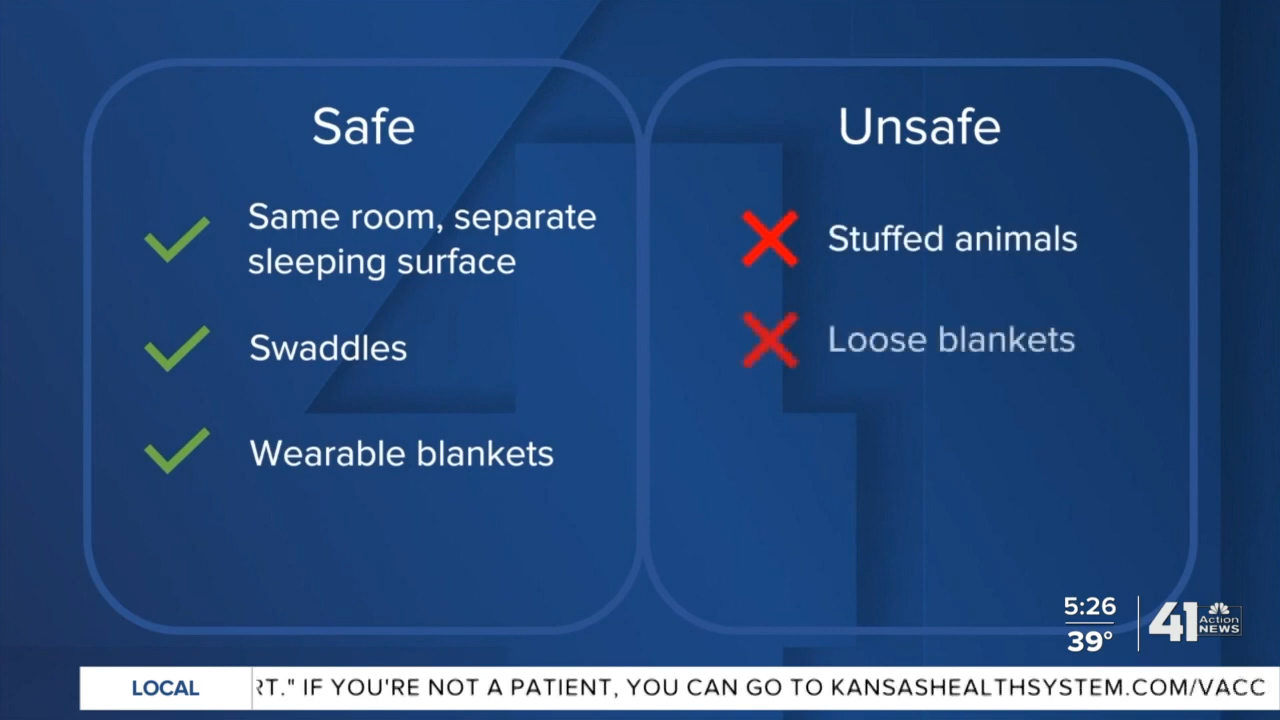 Safe
Same room, separate
sleeping surface
Swaddles
Wearable blankets
Unsafe
Stuffed animals
Loose blankets
5:26
39°
41 Action
NEWS
LOCAL
RT." IF YOU'RE NOT A PATIENT, YOU CAN GO TO KANSASHEALTHSYSTEM.COM/VACC